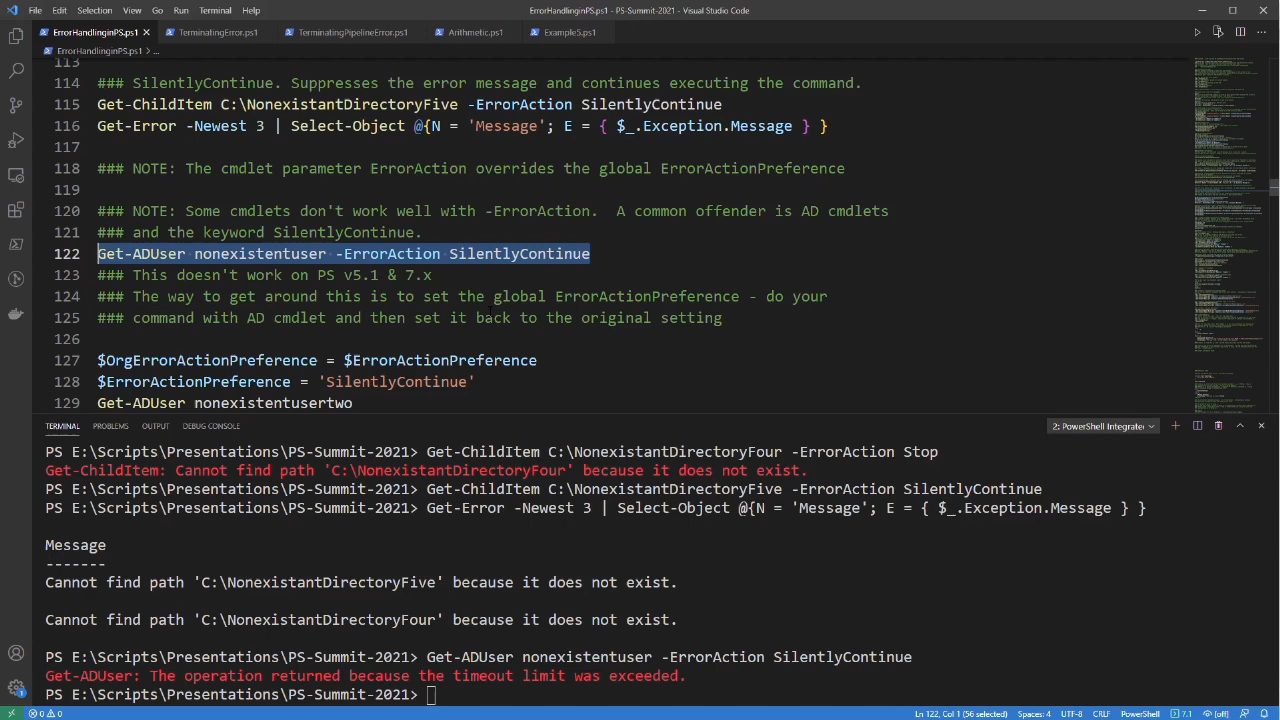 File Edit Selection View Go Run Terminal Help
ErrorHandlinginPS.ps1 - PS-Summit-2021 - Visual Studio Code
ErrorHandlinginPS.ps1 TerminatingError.ps1 TerminatingPipelineError.ps1 Arithmetic.ps1 Example5.ps1
ErrorHandlinginPS.ps1 > ...
113
114 ### SilentlyContinue. Suppresses the error message and continues executing the command.
115 Get-ChildItem C:\NonexistantDirectoryFive -ErrorAction SilentlyContinue
116 Get-Error -Newest 3 | Select-Object @{N = 'Message' ; E = { $_.Exception.Message } }
117
118 ### NOTE: The cmdlet parameter ErrorAction overrides the global ErrorActionPreference
119
120 ### NOTE: Some cmdlets don't work well with -ErrorAction. A common offender is AD cmdlets
121 ### and the keyword SilentlyContinue.
122 Get-ADUser nonexistentuser -ErrorAction SilentlyContinue
123 ### This doesn't work on PS v5.1 & 7.x
124 ### The way to get around this is to set the global ErrorActionPreference - do your
125 ### command with AD cmdlet and then set it back to the original setting
126
127 $OrgErrorActionPreference = $ErrorActionPreference
128 $ErrorActionPreference = 'SilentlyContinue'
129 Get-ADUser nonexistentusertwo
TERMINAL PROBLEMS OUTPUT DEBUG CONSOLE
2: PowerShell Integrated
PS E:\Scripts\Presentations\PS-Summit-2021> Get-ChildItem C:\NonexistantDirectoryFour -ErrorAction Stop
Get-ChildItem: Cannot find path 'C:\NonexistantDirectoryFour' because it does not exist.
PS E:\Scripts\Presentations\PS-Summit-2021> Get-ChildItem C:\NonexistantDirectoryFive -ErrorAction SilentlyContinue
PS E:\Scripts\Presentations\PS-Summit-2021> Get-Error -Newest 3 | Select-Object @{N = 'Message'; E = { $_.Exception.Message } }
Message
-------
Cannot find path 'C:\NonexistantDirectoryFive' because it does not exist.
Cannot find path 'C:\NonexistantDirectoryFour' because it does not exist.
PS E:\Scripts\Presentations\PS-Summit-2021> Get-ADUser nonexistentuser -ErrorAction SilentlyContinue
Get-ADUser: The operation returned because the timeout limit was exceeded.
PS E:\Scripts\Presentations\PS-Summit-2021>
0 0 Ln 122, Col 1 (56 selected) Spaces: 4 UTF-8 CRLF PowerShell 7.1 [off]